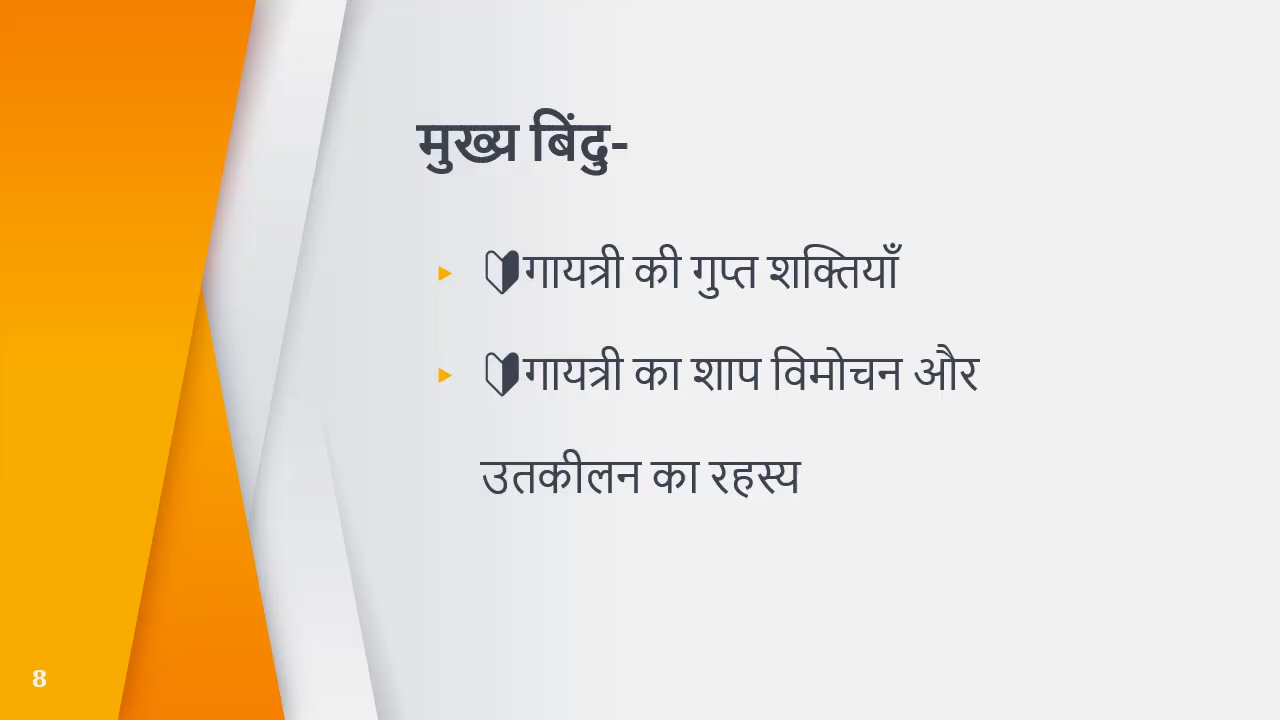 मुख्य बिंदु-
▸ 🔰गायत्री की गुप्त शक्तियाँ
▸ 🔰गायत्री का शाप विमोचन और
उतकीलन का रहस्य
8